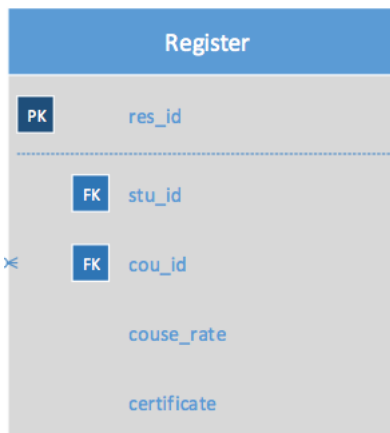 Register
PK res_id
FK stu_id
FK cou_id
couse_rate
certificate